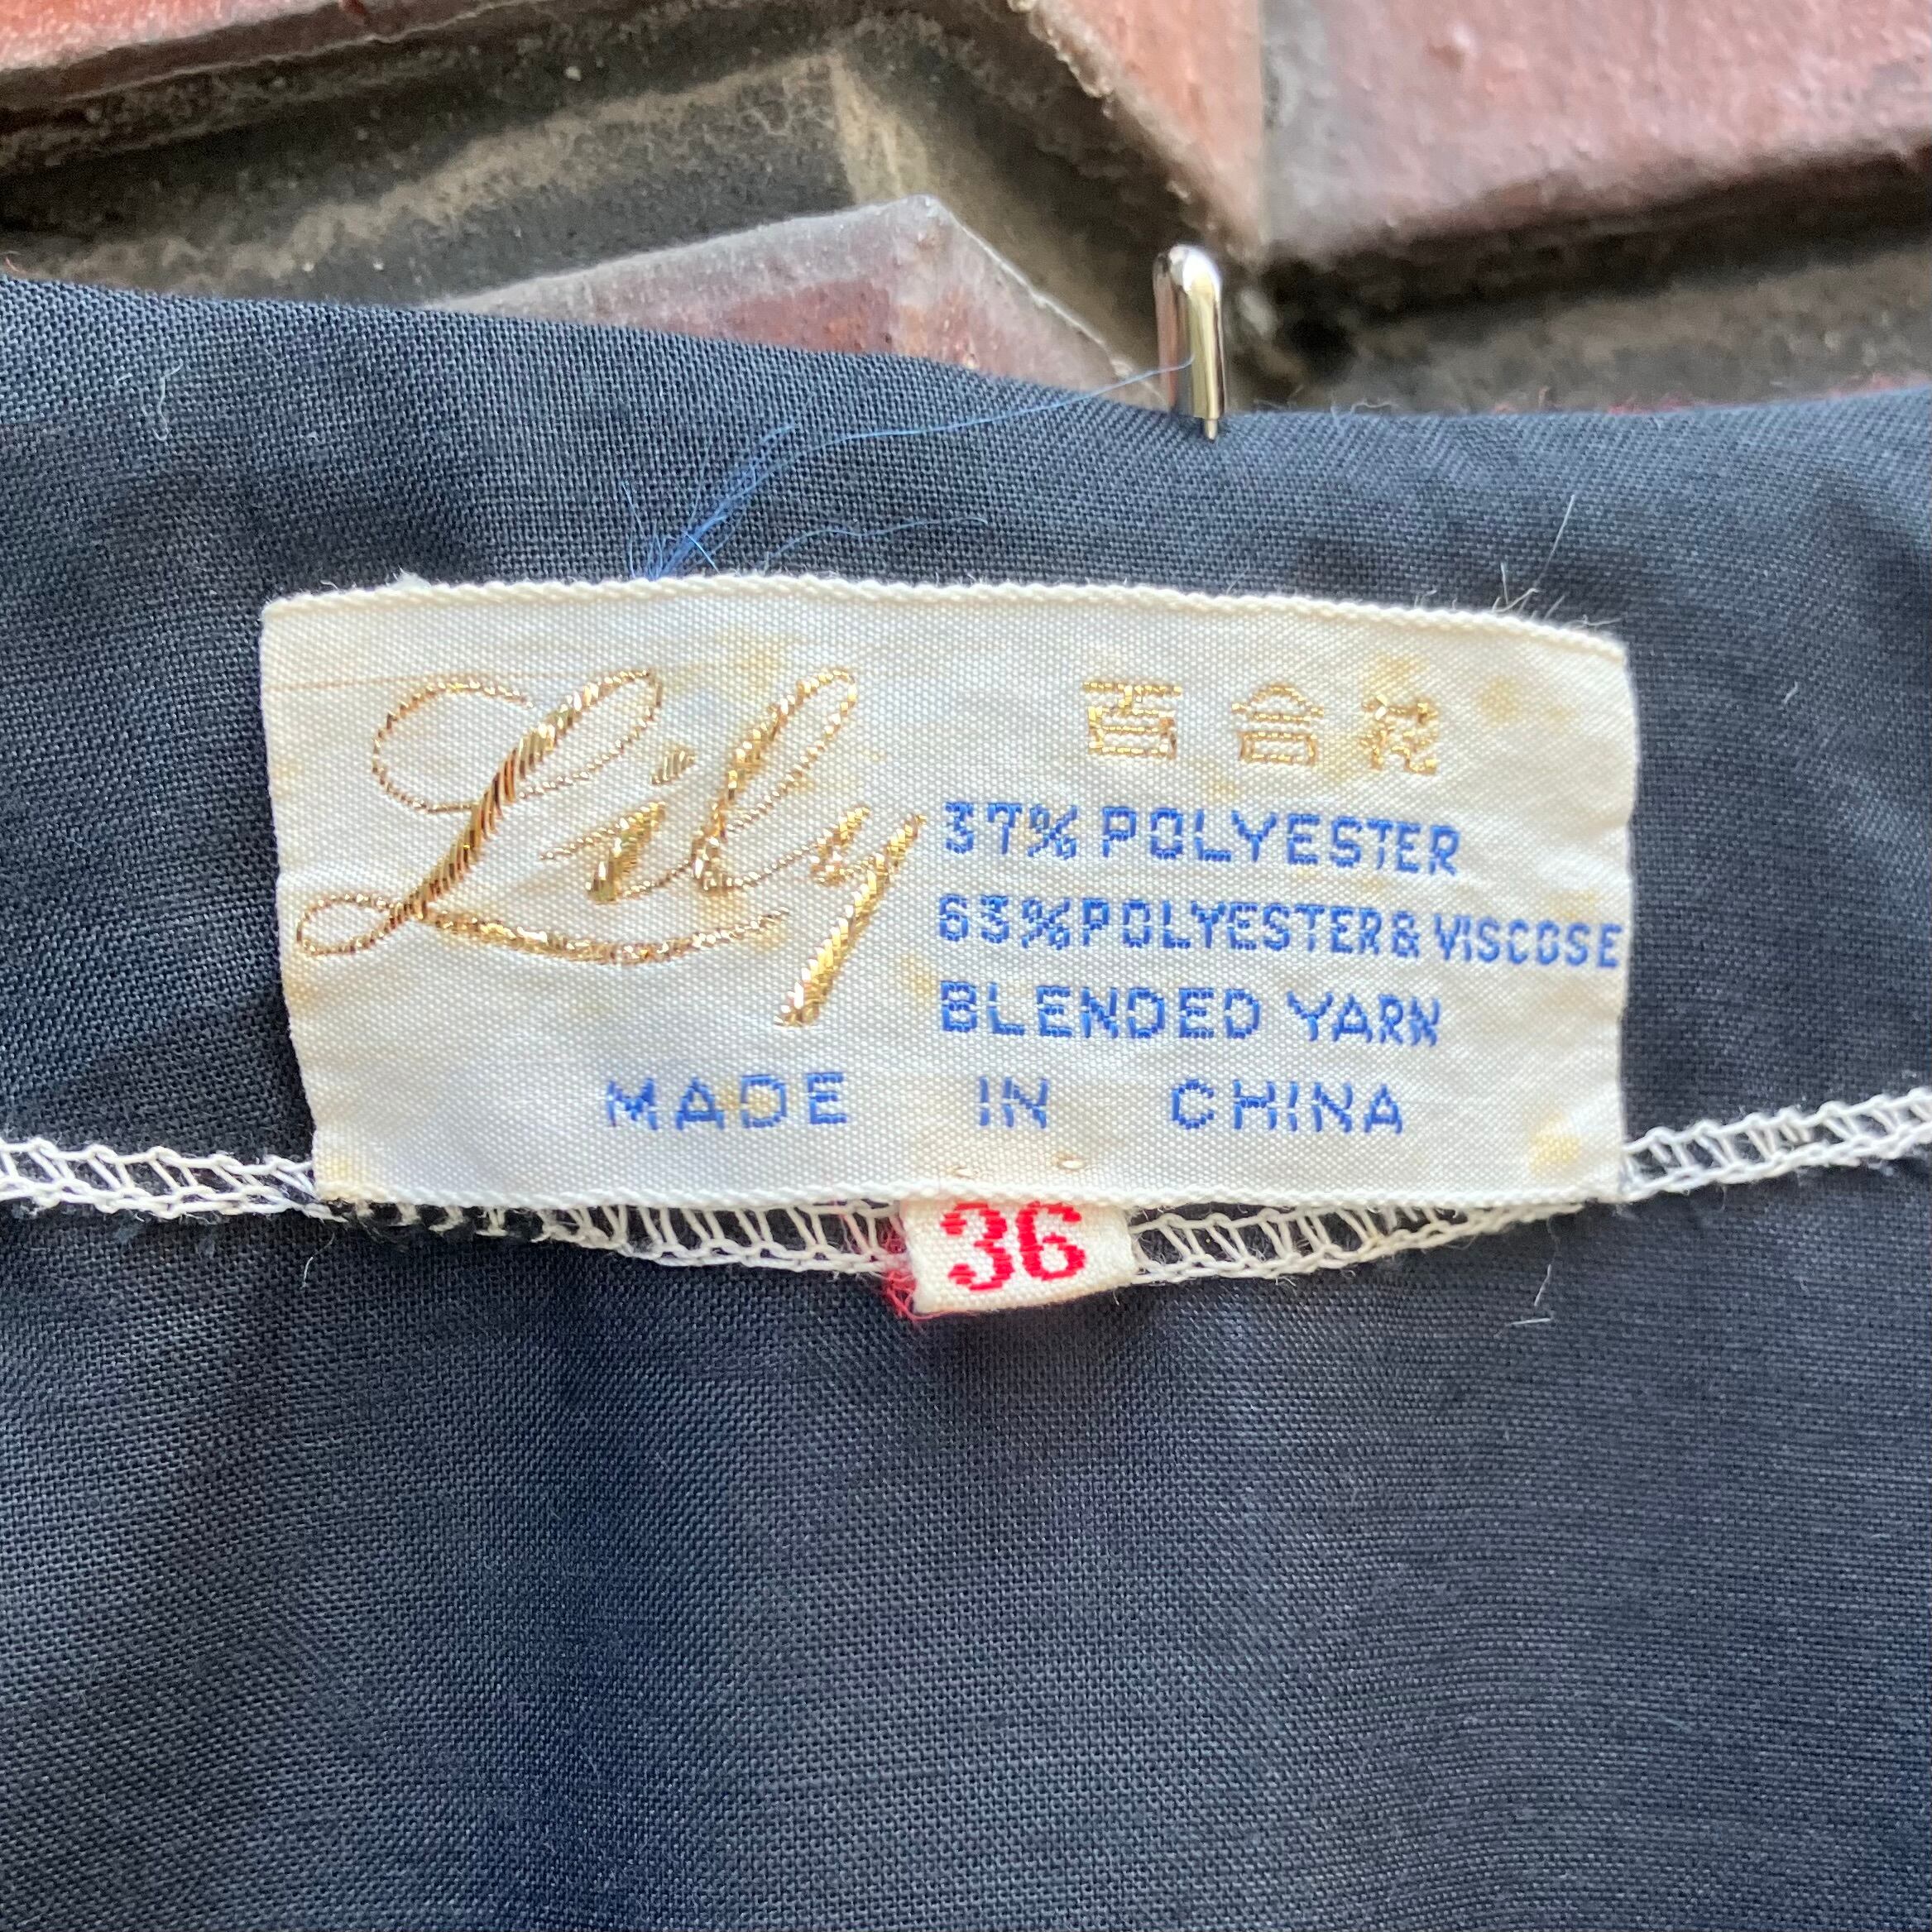 Lily
百合花
37% POLYESTER
63% POLYESTER & VISCOSE
BLENDED YARN
MADE IN CHINA
36